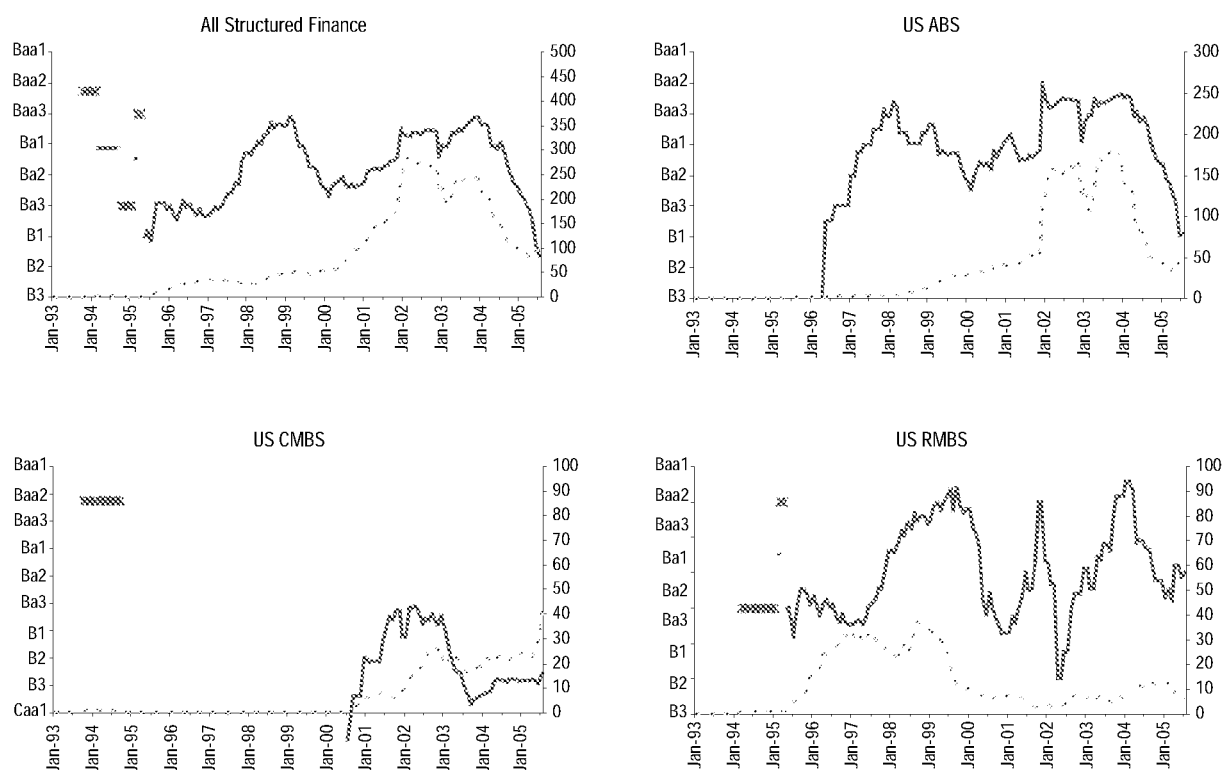 All Structured Finance
Baa1
Baa2
Baa3
Ba1
Ba2
Ba3
B1
B2
B3
500
450
400
350
300
250
200
150
100
50
0
Jan-93
Jan-94
Jan-95
Jan-96
Jan-97
Jan-98
Jan-99
Jan-00
Jan-01
Jan-02
Jan-03
Jan-04
Jan-05
US ABS
Baa1
Baa2
Baa3
Ba1
Ba2
Ba3
B1
B2
B3
300
250
200
150
100
50
0
Jan-93
Jan-94
Jan-95
Jan-96
Jan-97
Jan-98
Jan-99
Jan-00
Jan-01
Jan-02
Jan-03
Jan-04
Jan-05
US CMBS
Baa1
Baa2
Baa3
Ba1
Ba2
Ba3
B1
B2
B3
Caa1
100
90
80
70
60
50
40
30
20
10
0
Jan-93
Jan-94
Jan-95
Jan-96
Jan-97
Jan-98
Jan-99
Jan-00
Jan-01
Jan-02
Jan-03
Jan-04
Jan-05
US RMBS
Baa1
Baa2
Baa3
Ba1
Ba2
Ba3
B1
B2
B3
100
90
80
70
60
50
40
30
20
10
0
Jan-93
Jan-94
Jan-95
Jan-96
Jan-97
Jan-98
Jan-99
Jan-00
Jan-01
Jan-02
Jan-03
Jan-04
Jan-05